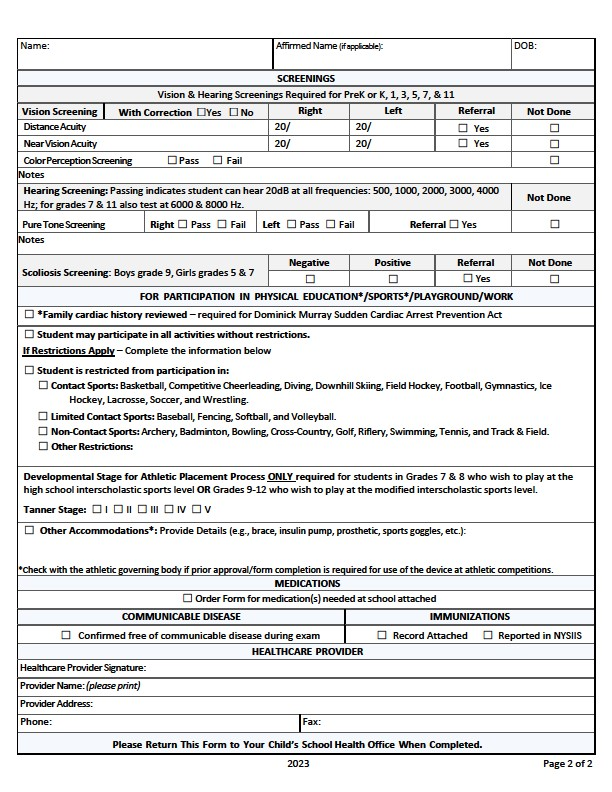 Name: Affirmed Name (if applicable): DOB:
SCREENINGS
Vision & Hearing Screenings Required for PreK or K, 1, 3, 5, 7, & 11
Vision Screening With Correction ☐Yes ☐ No Right Left Referral Not Done
Distance Acuity 20/ 20/ ☐ Yes ☐
Near Vision Acuity 20/ 20/ ☐ Yes ☐
Color Perception Screening ☐ Pass ☐ Fail ☐
Notes
Hearing Screening: Passing indicates student can hear 20dB at all frequencies: 500, 1000, 2000, 3000, 4000
Hz; for grades 7 & 11 also test at 6000 & 8000 Hz. Not Done
Pure Tone Screening Right ☐ Pass ☐ Fail Left ☐ Pass ☐ Fail Referral ☐ Yes ☐
Notes
Scoliosis Screening: Boys grade 9, Girls grades 5 & 7 Negative Positive Referral Not Done
☐ ☐ ☐ Yes ☐
FOR PARTICIPATION IN PHYSICAL EDUCATION*/SPORTS*/PLAYGROUND/WORK
☐ *Family cardiac history reviewed – required for Dominick Murray Sudden Cardiac Arrest Prevention Act
☐ Student may participate in all activities without restrictions.
If Restrictions Apply – Complete the information below
☐ Student is restricted from participation in:
☐ Contact Sports: Basketball, Competitive Cheerleading, Diving, Downhill Skiing, Field Hockey, Football, Gymnastics, Ice
Hockey, Lacrosse, Soccer, and Wrestling.
☐ Limited Contact Sports: Baseball, Fencing, Softball, and Volleyball.
☐ Non-Contact Sports: Archery, Badminton, Bowling, Cross-Country, Golf, Riflery, Swimming, Tennis, and Track & Field.
☐ Other Restrictions:
Developmental Stage for Athletic Placement Process ONLY required for students in Grades 7 & 8 who wish to play at the
high school interscholastic sports level OR Grades 9-12 who wish to play at the modified interscholastic sports level.
Tanner Stage: ☐ I ☐ II ☐ III ☐ IV ☐ V
☐ Other Accommodations*: Provide Details (e.g., brace, insulin pump, prosthetic, sports goggles, etc.):
*Check with the athletic governing body if prior approval/form completion is required for use of the device at athletic competitions.
MEDICATIONS
☐ Order Form for medication(s) needed at school attached
COMMUNICABLE DISEASE IMMUNIZATIONS
☐ Confirmed free of communicable disease during exam ☐ Record Attached ☐ Reported in NYSIIS
HEALTHCARE PROVIDER
Healthcare Provider Signature:
Provider Name: (please print)
Provider Address:
Phone: Fax:
Please Return This Form to Your Child's School Health Office When Completed.
2023 Page 2 of 2